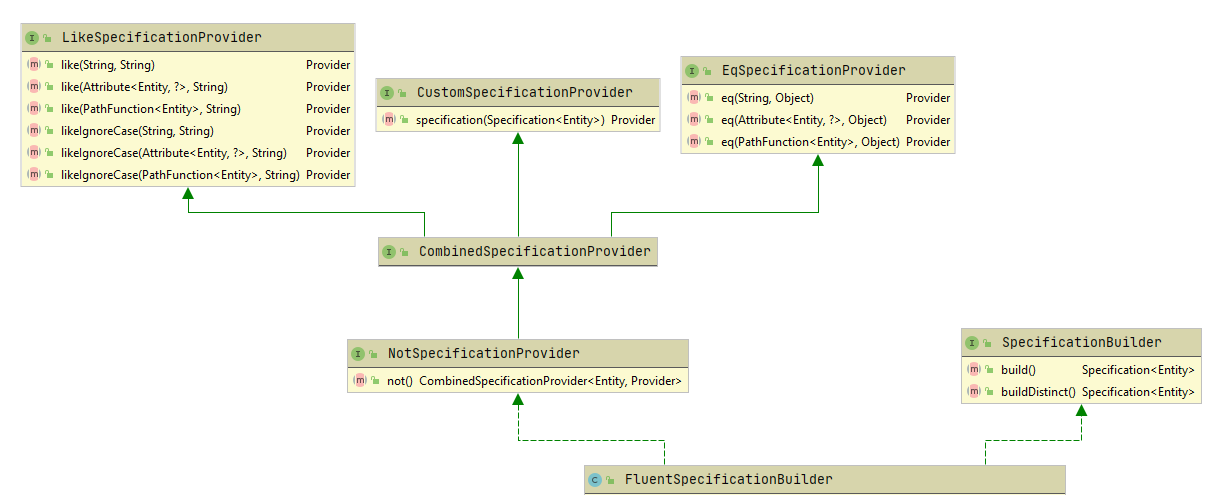 I LikeSpecificationProvider
m like(String, String) Provider
m like(Attribute<Entity, ?>, String) Provider
m like(PathFunction<Entity>, String) Provider
m likeIgnoreCase(String, String) Provider
m likeIgnoreCase(Attribute<Entity, ?>, String) Provider
m likeIgnoreCase(PathFunction<Entity>, String) Provider
I CustomSpecificationProvider
m specification(Specification<Entity>) Provider
I EqSpecificationProvider
m eq(String, Object) Provider
m eq(Attribute<Entity, ?>, Object) Provider
m eq(PathFunction<Entity>, Object) Provider
I CombinedSpecificationProvider
I NotSpecificationProvider
m not() CombinedSpecificationProvider<Entity, Provider>
I SpecificationBuilder
m build() Specification<Entity>
m buildDistinct() Specification<Entity>
C FluentSpecificationBuilder